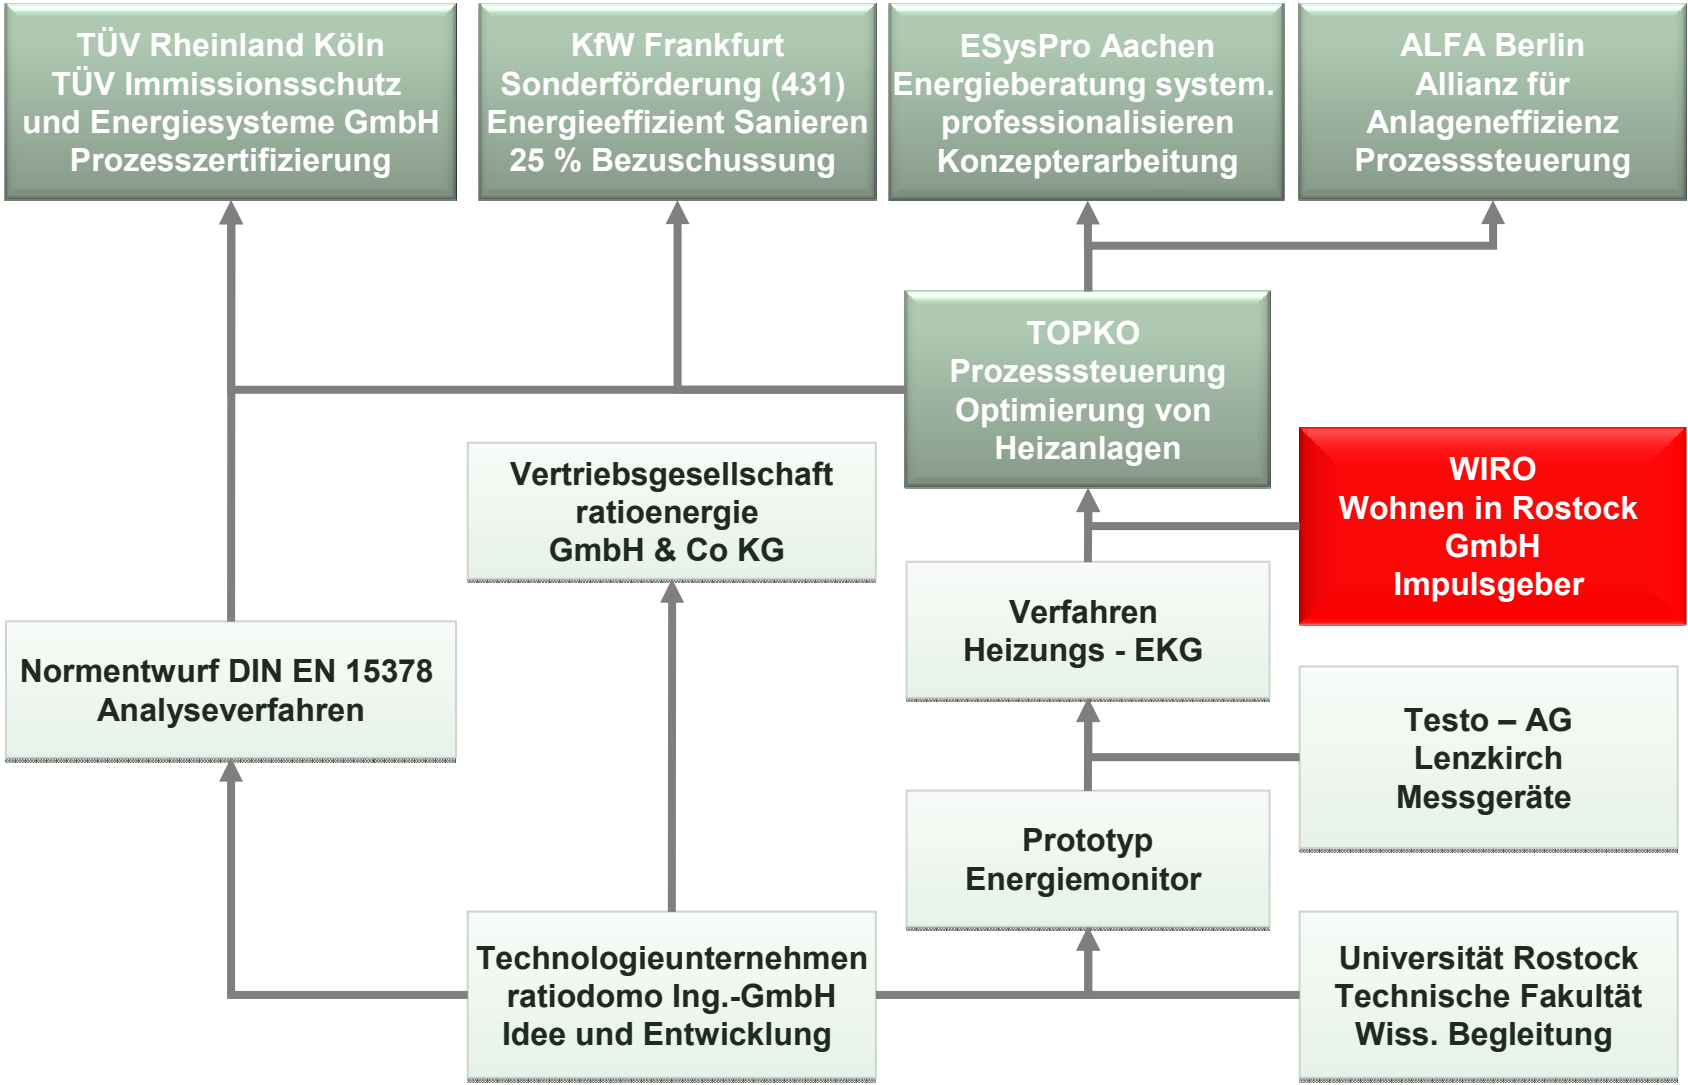 TÜV Rheinland Köln
TÜV Immissionsschutz
und Energiesysteme GmbH
Prozesszertifizierung
KfW Frankfurt
Sonderförderung (431)
Energieeffizient Sanieren
25 % Bezuschussung
ESysPro Aachen
Energieberatung system.
professionalisieren
Konzepterarbeitung
ALFA Berlin
Allianz für
Anlageneffizienz
Prozesssteuerung
TOPKO
Prozesssteuerung
Optimierung von
Heizanlagen
WIRO
Wohnen in Rostock
GmbH
Impulsgeber
Vertriebsgesellschaft
ratioenergie
GmbH & Co KG
Verfahren
Heizungs - EKG
Normentwurf DIN EN 15378
Analyseverfahren
Testo – AG
Lenzkirch
Messgeräte
Prototyp
Energiemonitor
Technologieunternehmen
ratiodomo Ing.-GmbH
Idee und Entwicklung
Universität Rostock
Technische Fakultät
Wiss. Begleitung